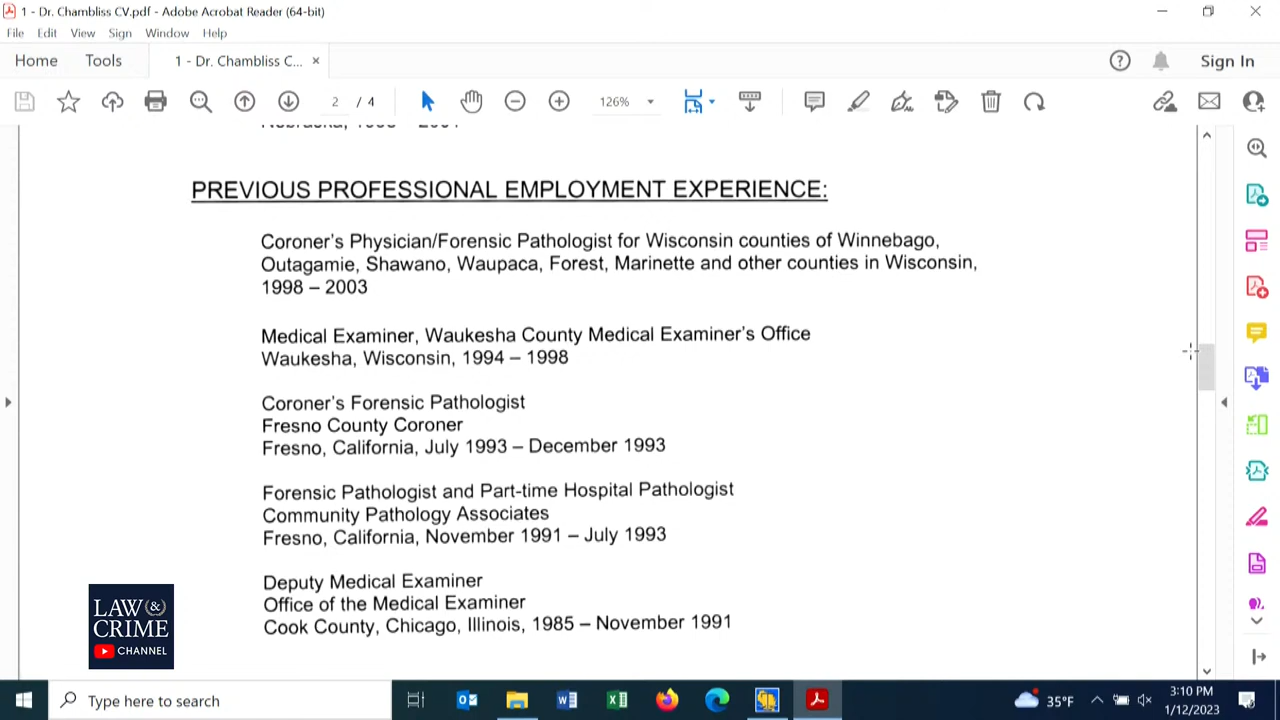 1 - Dr. Chambliss CV.pdf - Adobe Acrobat Reader (64-bit)
File Edit View Sign Window Help
Home Tools 1 - Dr. Chambliss C... ×
2 / 4 126%
PREVIOUS PROFESSIONAL EMPLOYMENT EXPERIENCE:
Coroner's Physician/Forensic Pathologist for Wisconsin counties of Winnebago,
Outagamie, Shawano, Waupaca, Forest, Marinette and other counties in Wisconsin,
1998 – 2003
Medical Examiner, Waukesha County Medical Examiner's Office
Waukesha, Wisconsin, 1994 – 1998
Coroner's Forensic Pathologist
Fresno County Coroner
Fresno, California, July 1993 – December 1993
Forensic Pathologist and Part-time Hospital Pathologist
Community Pathology Associates
Fresno, California, November 1991 – July 1993
Deputy Medical Examiner
Office of the Medical Examiner
Cook County, Chicago, Illinois, 1985 – November 1991
Sign In
LAW &
CRIME
CHANNEL
Type here to search
35°F
3:10 PM
1/12/2023